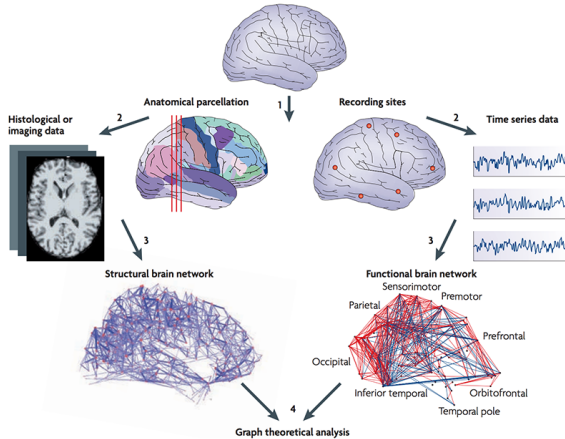 Histological or
imaging data
2
Anatomical parcellation
1
Recording sites
2
Time series data
3
3
Structural brain network
Functional brain network
Sensorimotor
Premotor
Parietal
Prefrontal
Occipital
Inferior temporal
Orbitofrontal
Temporal pole
4
Graph theoretical analysis